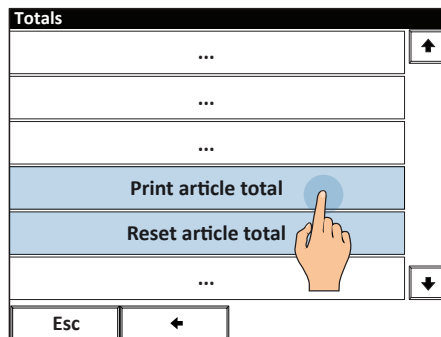 Totals
...
...
...
Print article total
Reset article total
...
Esc